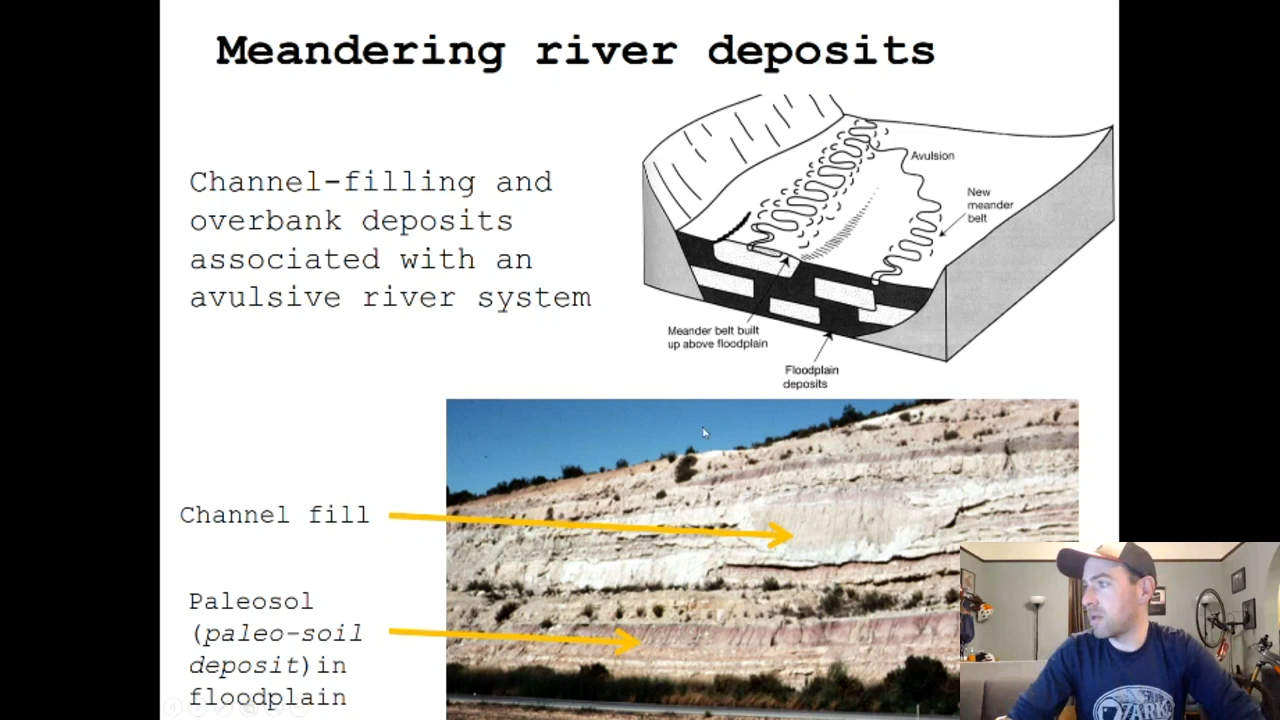 Meandering river deposits
Channel-filling and
overbank deposits
associated with an
avulsive river system
Avulsion
New
meander
belt
Meander belt built
up above floodplain
Floodplain
deposits
Channel fill
Paleosol
(paleo-soil
deposit)in
floodplain